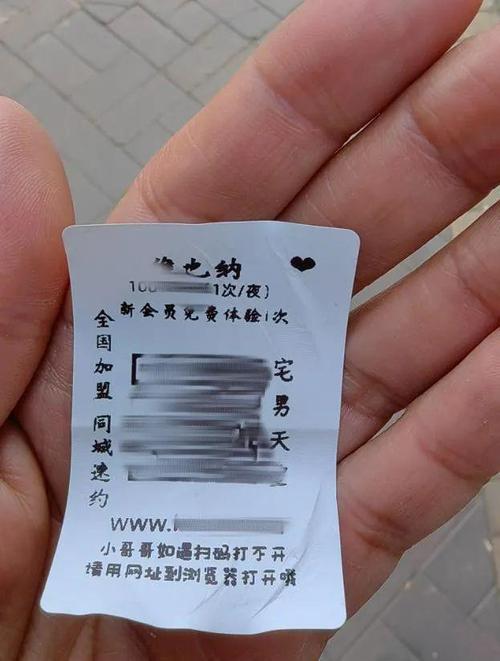 也纳
100 1次/夜)
新会员免费体验1次
全国加盟 同城速约
宅男天
www.
小哥哥如遇扫码打不开
请用网址到浏览器打开哦